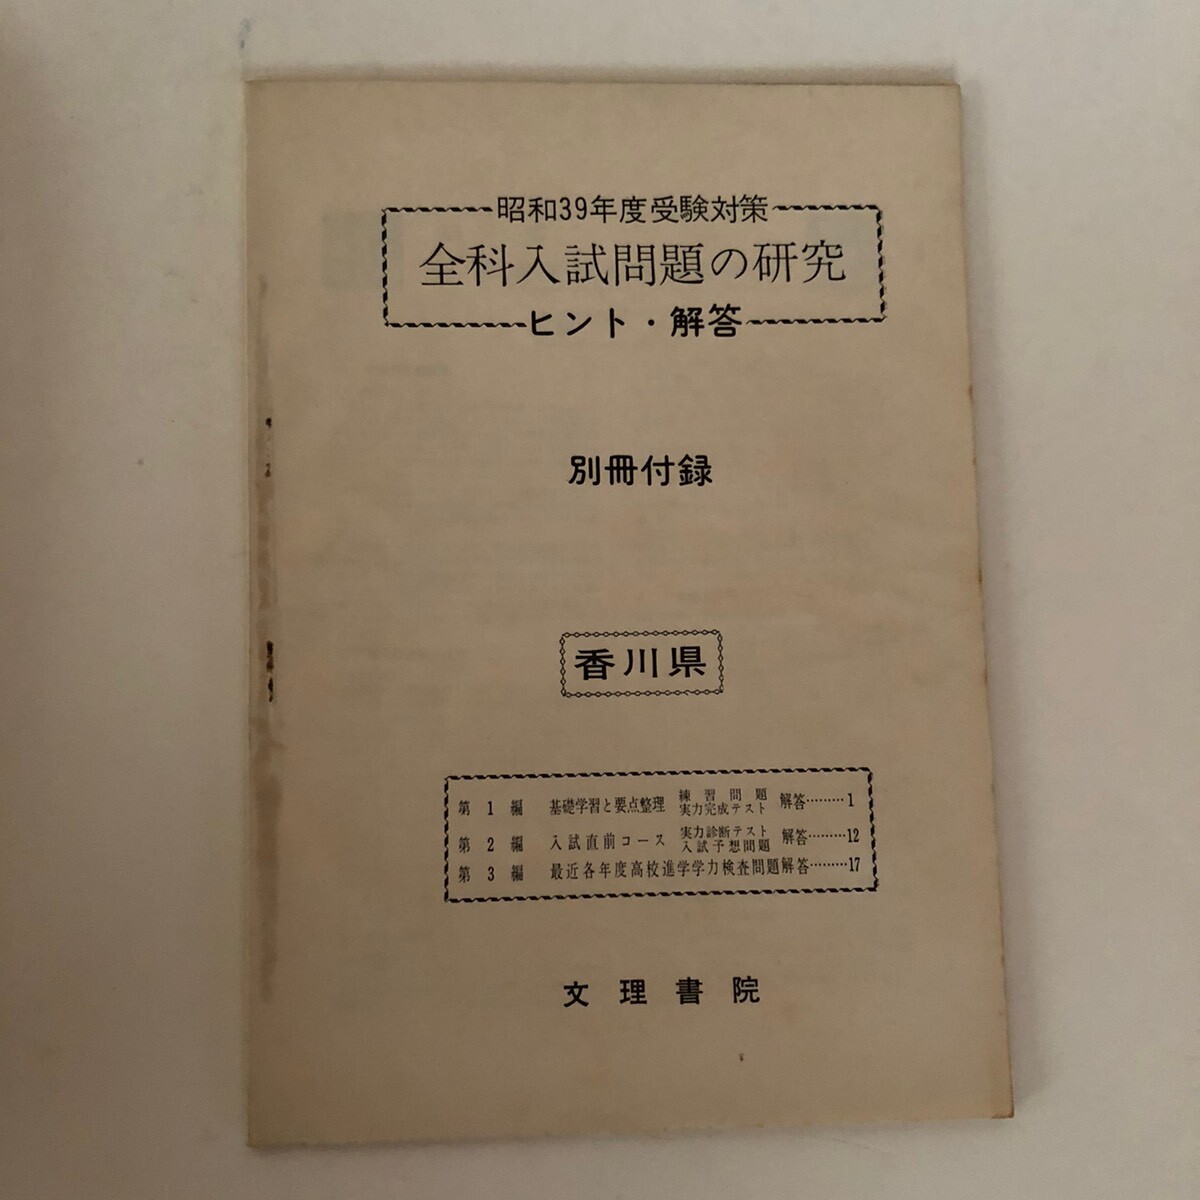 昭和39年度受験対策
全科入試問題の研究
ヒント・解答
別冊付録
香川県
第1編 基礎学習と要点整理 練習問題 実力完成テスト 解答………1
第2編 入試直前コース 実力診断テスト 入試予想問題 解答………12
第3編 最近各年度高校進学学力検査問題解答………17
文理書院